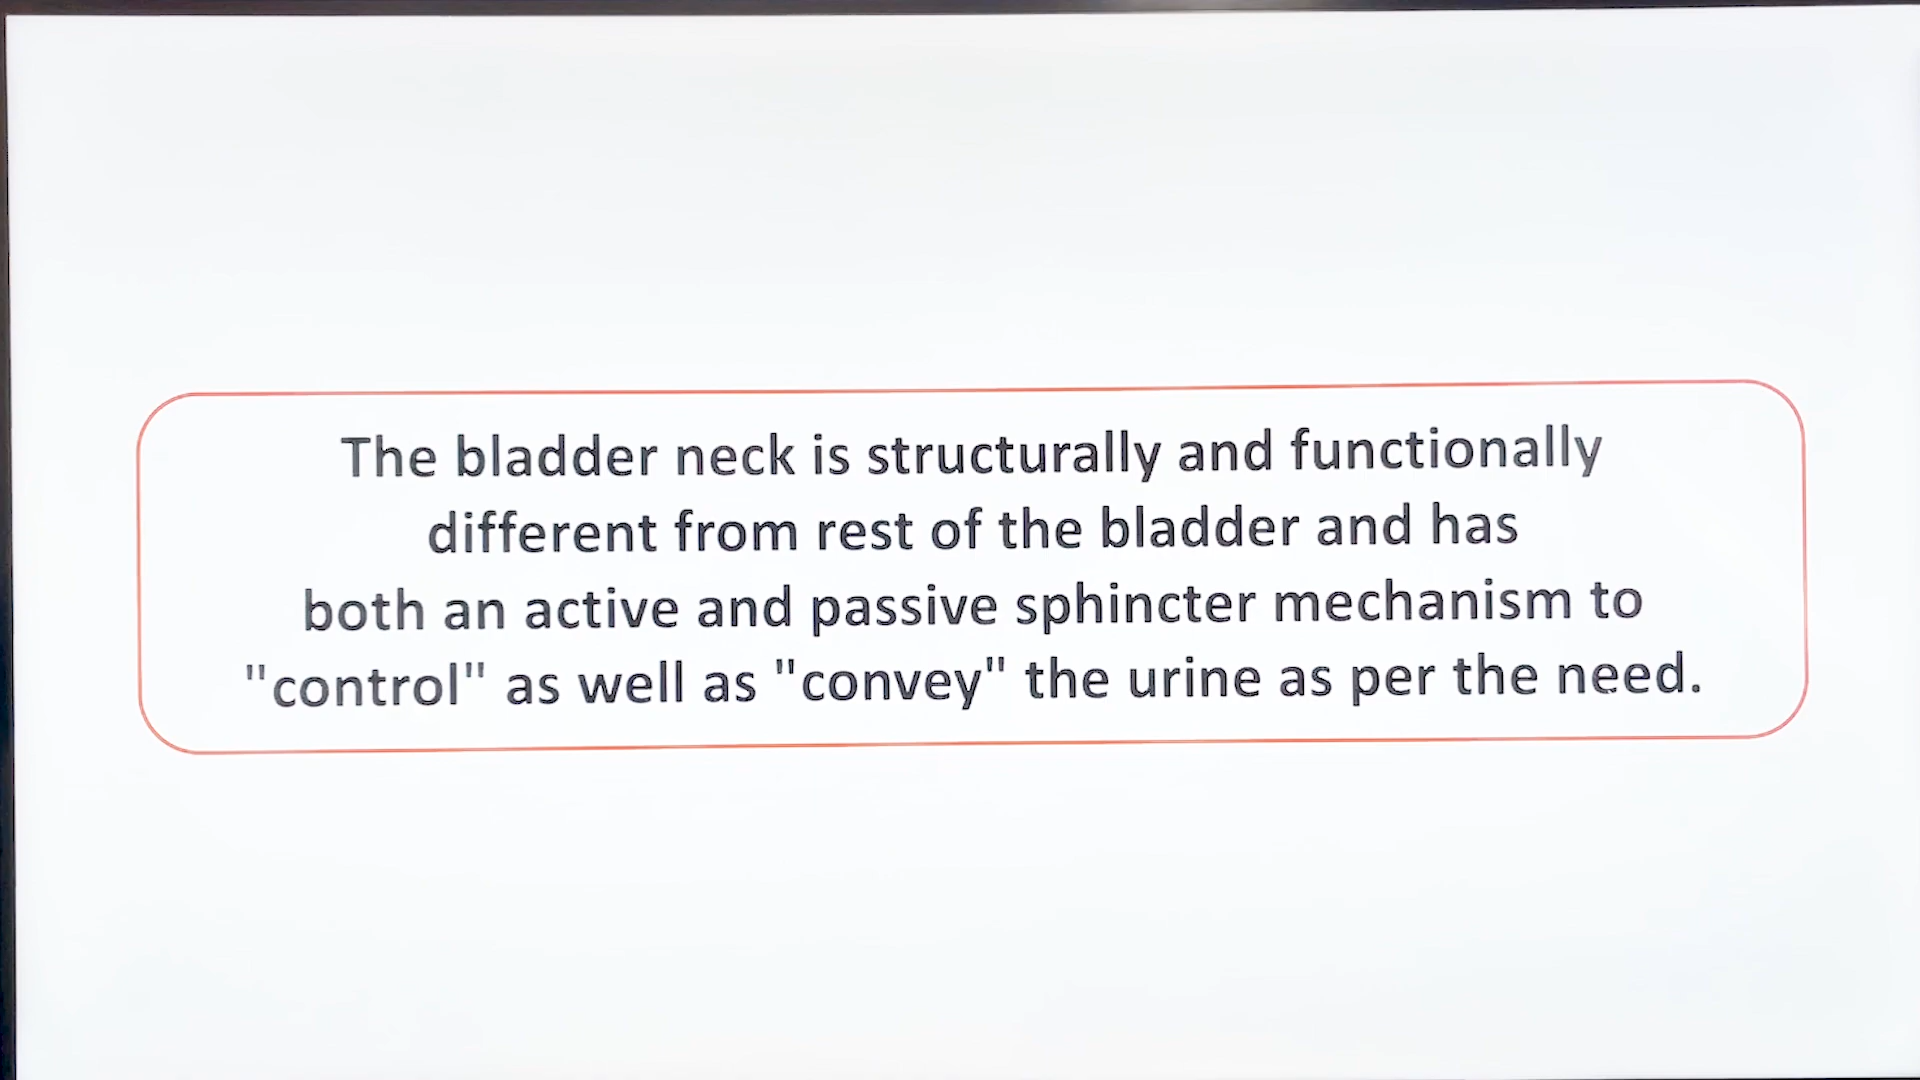 The bladder neck is structurally and functionally
different from rest of the bladder and has
both an active and passive sphincter mechanism to
"control" as well as "convey" the urine as per the need.